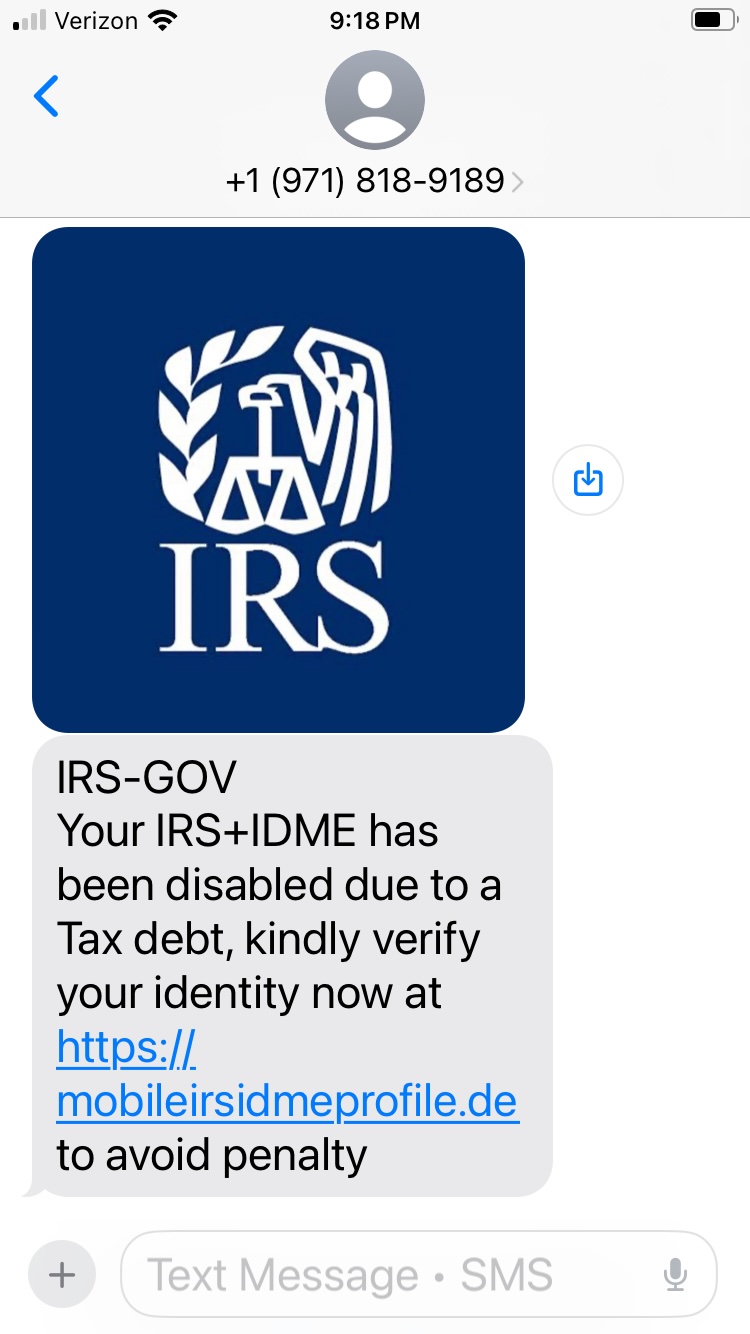 Verizon 9:18 PM
+1 (971) 818-9189
IRS
IRS-GOV
Your IRS+IDME has
been disabled due to a
Tax debt, kindly verify
your identity now at
https://
mobileirsidmeprofile.de
to avoid penalty
Text Message • SMS